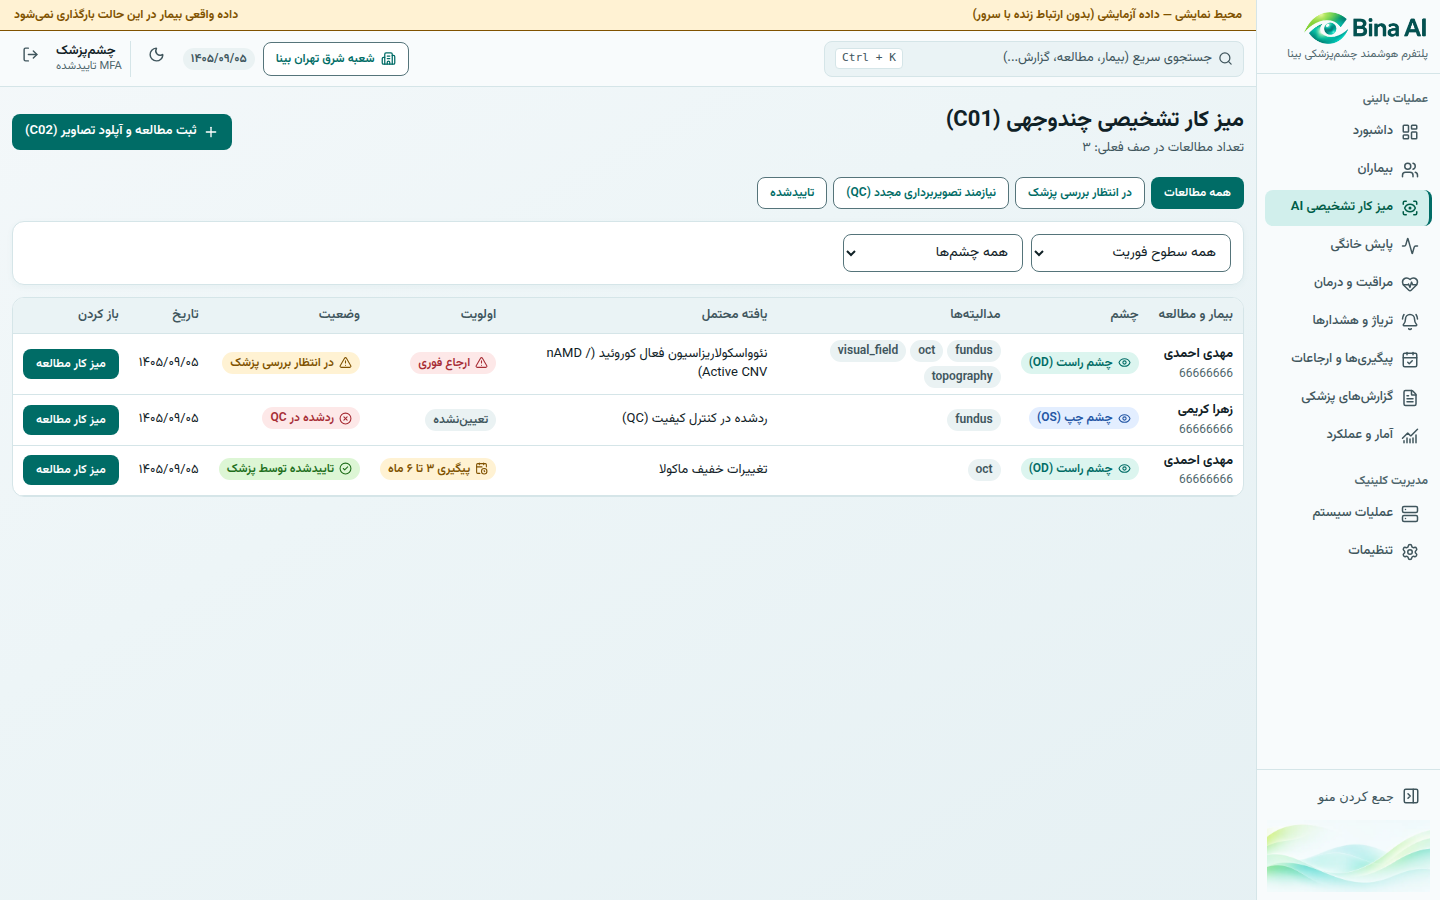 محیط نمایشی — داده آزمایشی (بدون ارتباط زنده با سرور)
داده واقعی بیمار در این حالت بارگذاری نمی‌شود
Bina AI
پلتفرم هوشمند چشم‌پزشکی بینا
جستجوی سریع (بیمار، مطالعه، گزارش...)
Ctrl + K
شعبه شرق تهران بینا
۱۴۰۵/۰۹/۰۵
چشم‌پزشک
MFA تاییدشده
عملیات بالینی
داشبورد
بیماران
میز کار تشخیصی AI
پایش خانگی
مراقبت و درمان
تریاژ و هشدارها
پیگیری‌ها و ارجاعات
گزارش‌های پزشکی
آمار و عملکرد
مدیریت کلینیک
عملیات سیستم
تنظیمات
جمع کردن منو
میز کار تشخیصی چندوجهی (C01)
تعداد مطالعات در صف فعلی: ۳
ثبت مطالعه و آپلود تصاویر (C02)
همه مطالعات
در انتظار بررسی پزشک
نیازمند تصویربرداری مجدد (QC)
تاییدشده
همه سطوح فوریت
همه چشم‌ها
بیمار و مطالعه
چشم
مدالیته‌ها
یافته محتمل
اولویت
وضعیت
تاریخ
باز کردن
مهدی احمدی
66666666
چشم راست (OD)
fundus
oct
visual_field
topography
نئوواسکولاریزاسیون فعال کوروئید (nAMD /
Active CNV)
ارجاع فوری
در انتظار بررسی پزشک
۱۴۰۵/۰۹/۰۵
میز کار مطالعه
زهرا کریمی
66666666
چشم چپ (OS)
fundus
ردشده در کنترل کیفیت (QC)
تعیین‌نشده
ردشده در QC
۱۴۰۵/۰۹/۰۵
میز کار مطالعه
مهدی احمدی
66666666
چشم راست (OD)
oct
تغییرات خفیف ماکولا
پیگیری ۳ تا ۶ ماه
تاییدشده توسط پزشک
۱۴۰۵/۰۹/۰۵
میز کار مطالعه